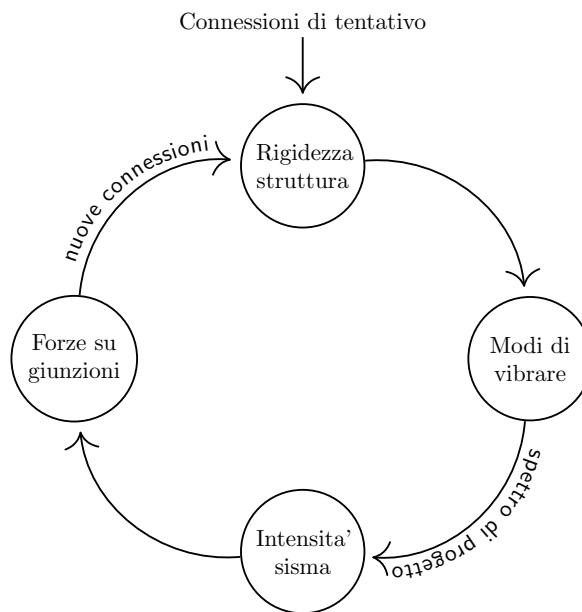 Connessioni di tentativo
Rigidezza
struttura
nuove connessioni
Forze su
giunzioni
Modi di
vibrare
spettro di progetto
Intensita'
sisma